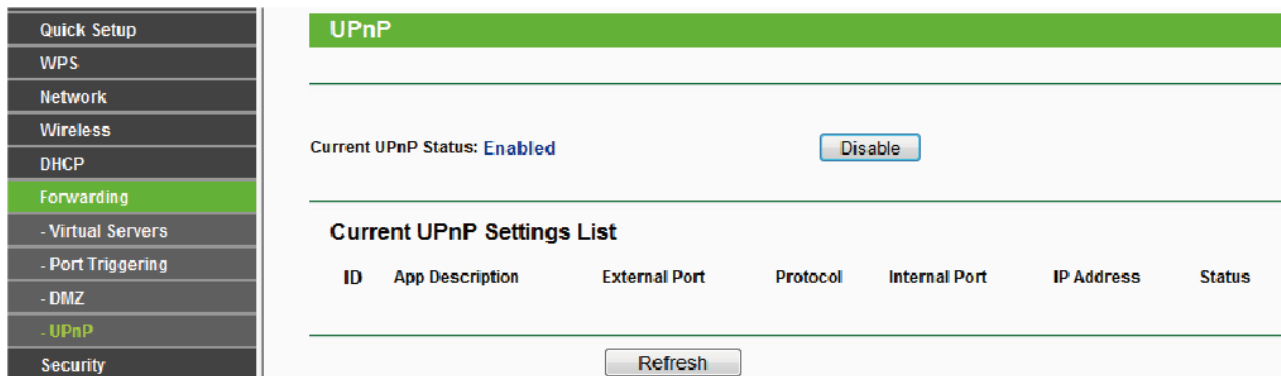 Quick Setup
WPS
Network
Wireless
DHCP
Forwarding
- Virtual Servers
- Port Triggering
- DMZ
- UPnP
Security
UPnP
Current UPnP Status: Enabled Disable
Current UPnP Settings List
ID App Description External Port Protocol Internal Port IP Address Status
Refresh